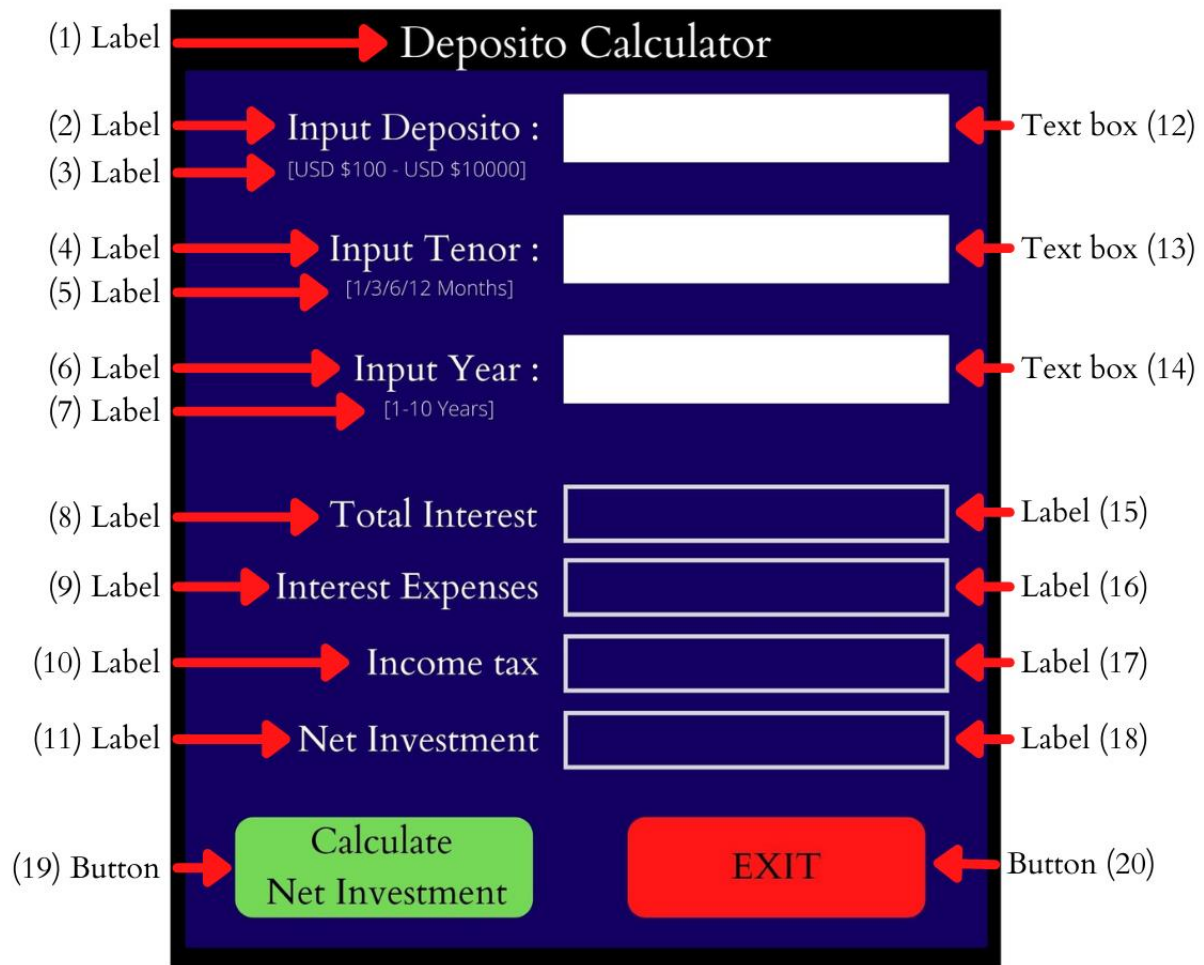 (1) Label Deposito Calculator
(2) Label Input Deposito : Text box (12)
(3) Label [USD $100 - USD $10000]
(4) Label Input Tenor : Text box (13)
(5) Label [1/3/6/12 Months]
(6) Label Input Year : Text box (14)
(7) Label [1-10 Years]
(8) Label Total Interest Label (15)
(9) Label Interest Expenses Label (16)
(10) Label Income tax Label (17)
(11) Label Net Investment Label (18)
Calculate
(19) Button EXIT Button (20)
Net Investment